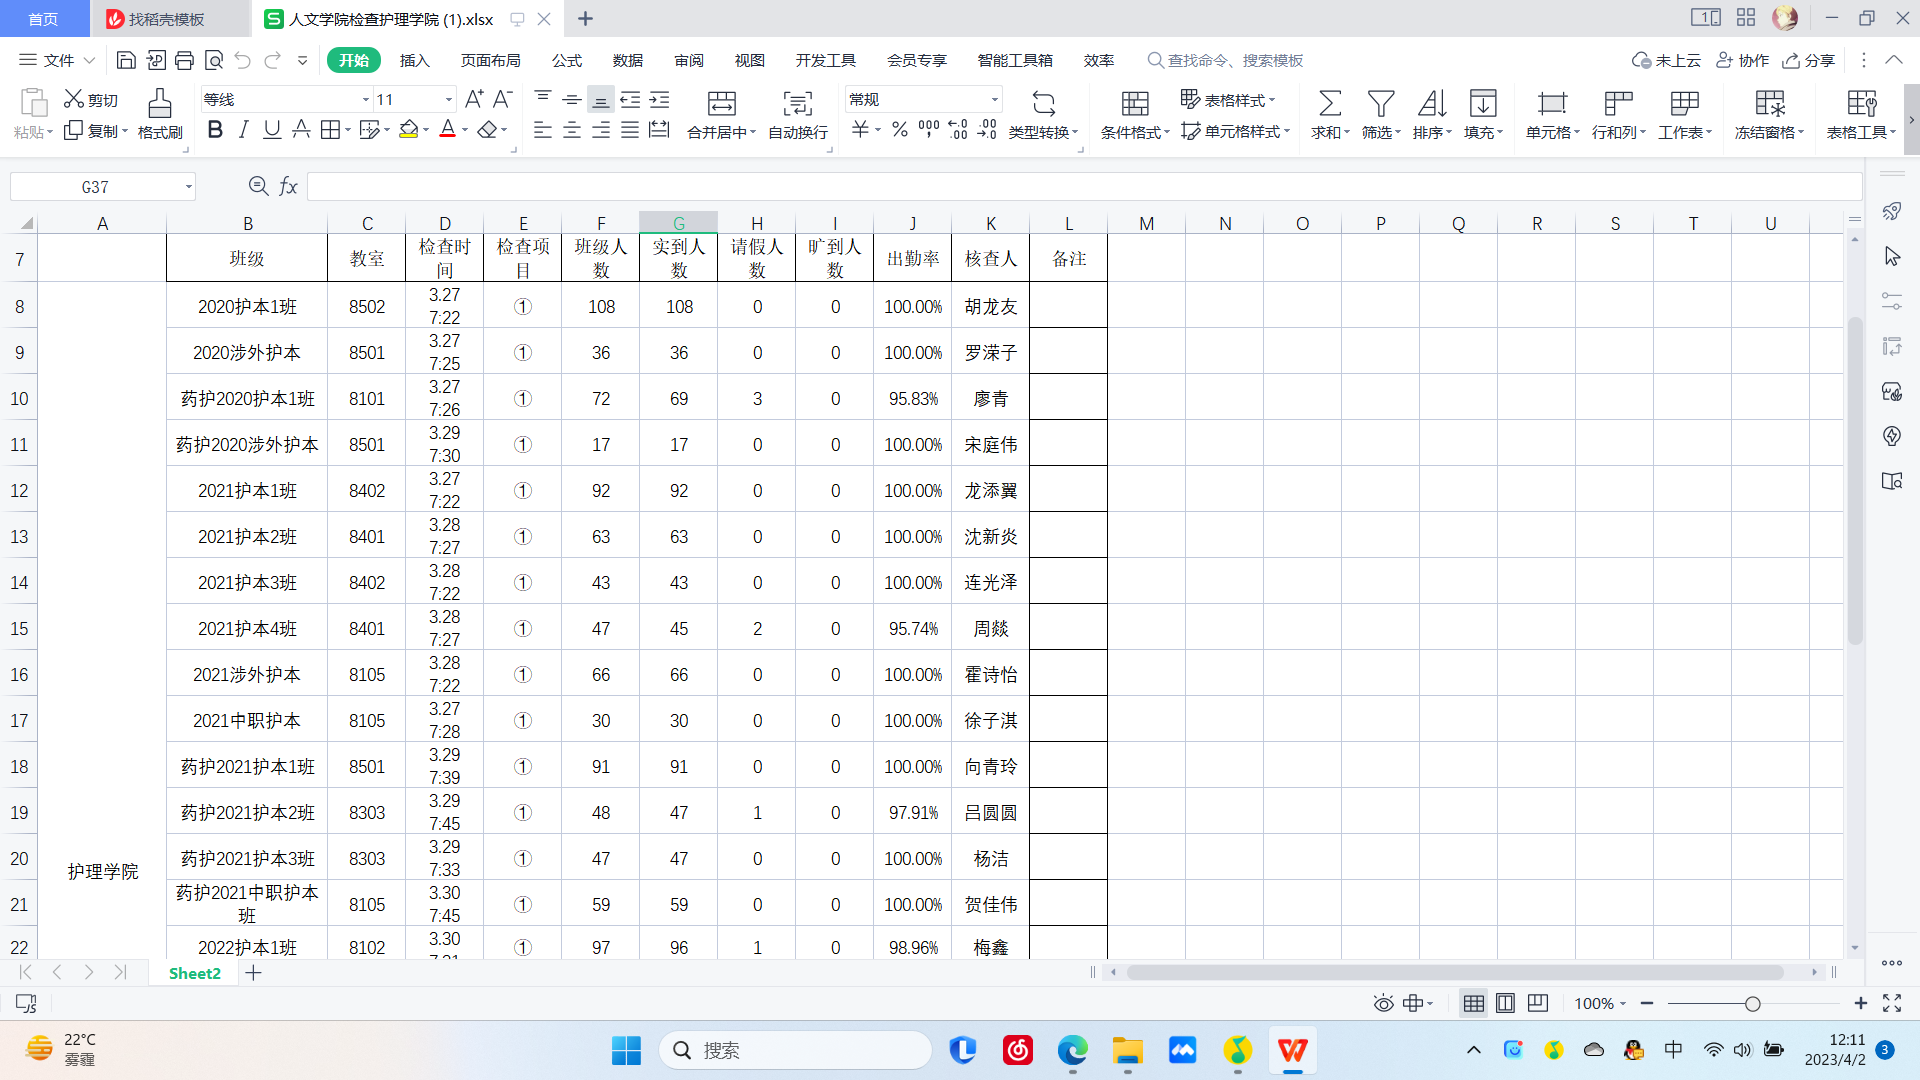 首页 找稻壳模板 人文学院检查护理学院 (1).xlsx
文件 开始 插入 页面布局 公式 数据 审阅 视图 开发工具 会员专享 智能工具箱 效率 查找命令、搜索模板 未上云 协作 分享
粘贴 剪切 复制 格式刷 等线 11 合并居中 自动换行 常规 类型转换 条件格式 表格样式 单元格样式 求和 筛选 排序 填充 单元格 行和列 工作表 冻结窗格 表格工具
G37 fx
A B C D E F G H I J K L M N O P Q R S T U
7 班级 教室 检查时间 检查项目 班级人数 实到人数 请假人数 旷到人数 出勤率 核查人 备注
8 2020护本1班 8502 3.27 7:22 ① 108 108 0 0 100.00% 胡龙友
9 2020涉外护本 8501 3.27 7:25 ① 36 36 0 0 100.00% 罗溁子
10 药护2020护本1班 8101 3.27 7:26 ① 72 69 3 0 95.83% 廖青
11 药护2020涉外护本 8501 3.29 7:30 ① 17 17 0 0 100.00% 宋庭伟
12 2021护本1班 8402 3.27 7:22 ① 92 92 0 0 100.00% 龙添翼
13 2021护本2班 8401 3.28 7:27 ① 63 63 0 0 100.00% 沈新炎
14 2021护本3班 8402 3.28 7:22 ① 43 43 0 0 100.00% 连光泽
15 2021护本4班 8401 3.28 7:27 ① 47 45 2 0 95.74% 周燚
16 2021涉外护本 8105 3.28 7:22 ① 66 66 0 0 100.00% 霍诗怡
17 2021中职护本 8105 3.27 7:28 ① 30 30 0 0 100.00% 徐子淇
18 药护2021护本1班 8501 3.29 7:39 ① 91 91 0 0 100.00% 向青玲
19 药护2021护本2班 8303 3.29 7:45 ① 48 47 1 0 97.91% 吕圆圆
20 护理学院 药护2021护本3班 8303 3.29 7:33 ① 47 47 0 0 100.00% 杨洁
21 药护2021中职护本班 8105 3.30 7:45 ① 59 59 0 0 100.00% 贺佳伟
22 2022护本1班 8102 3.30 ① 97 96 1 0 98.96% 梅鑫
Sheet2
100%
22°C
雾霾
搜索
中
12:11
2023/4/2
3